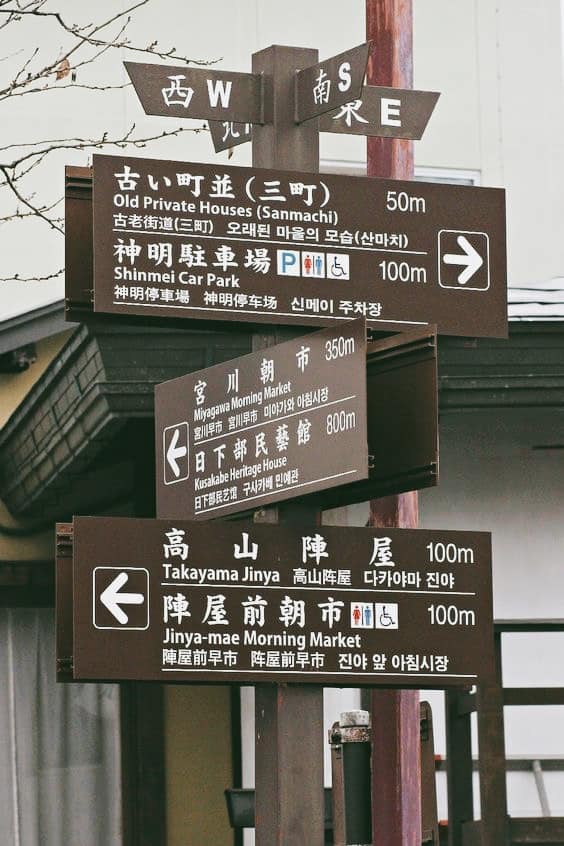 西W
南S
東E
北
古い町並(三町) 50m
Old Private Houses (Sanmachi)
古老街道(三町) 오래된 마을의 모습(산마치)
神明駐車場 P 100m
Shinmei Car Park
神明停車場 神明停车场 신메이 주차장
宮川朝市 350m
Miyagawa Morning Market
宮川早市 宫川早市 미야가와 아침시장
日下部民藝館 800m
Kusakabe Heritage House
日下部民艺馆 구사카베 민예관
高山陣屋 100m
Takayama Jinya 高山阵屋 다카야마 진야
陣屋前朝市 100m
Jinya-mae Morning Market
陣屋前早市 阵屋前早市 진야 앞 아침시장